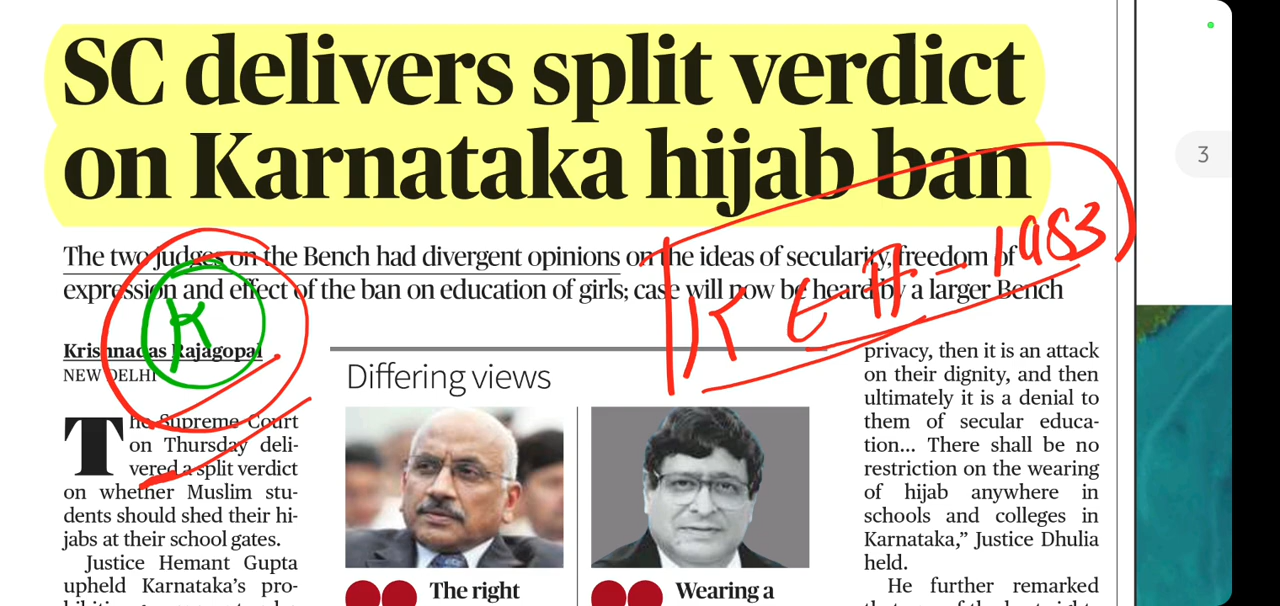 SC delivers split verdict
on Karnataka hijab ban
The two judges on the Bench had divergent opinions on the ideas of secularity, freedom of
expression and effect of the ban on education of girls; case will now be heard by a larger Bench
K
KEA-1983
Krishnadas Rajagopal
NEW DELHI
The Supreme Court
on Thursday deli-
vered a split verdict
on whether Muslim stu-
dents should shed their hi-
jabs at their school gates.
Justice Hemant Gupta
upheld Karnataka's pro-
Differing views
The right
Wearing a
privacy, then it is an attack
on their dignity, and then
ultimately it is a denial to
them of secular educa-
tion... There shall be no
restriction on the wearing
of hijab anywhere in
schools and colleges in
Karnataka,” Justice Dhulia
held.
He further remarked
3